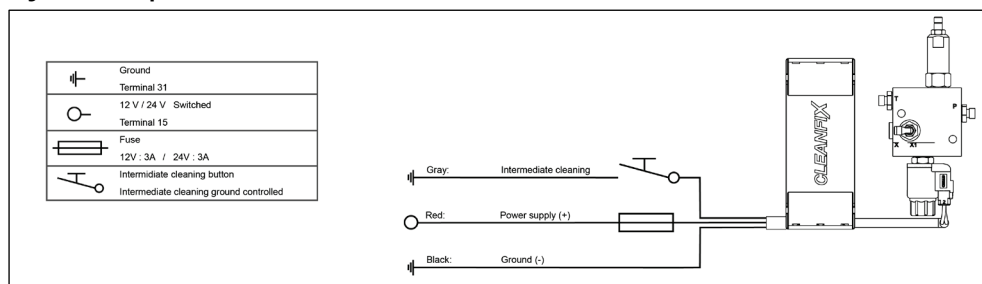 Ground
Terminal 31
12 V / 24 V Switched
Terminal 15
Fuse
12V : 3A / 24V : 3A
Intermidiate cleaning button
Intermediate cleaning ground controlled
Gray: Intermediate cleaning
Red: Power supply (+)
Black: Ground (-)
CLEANFIX
T
P
X X1